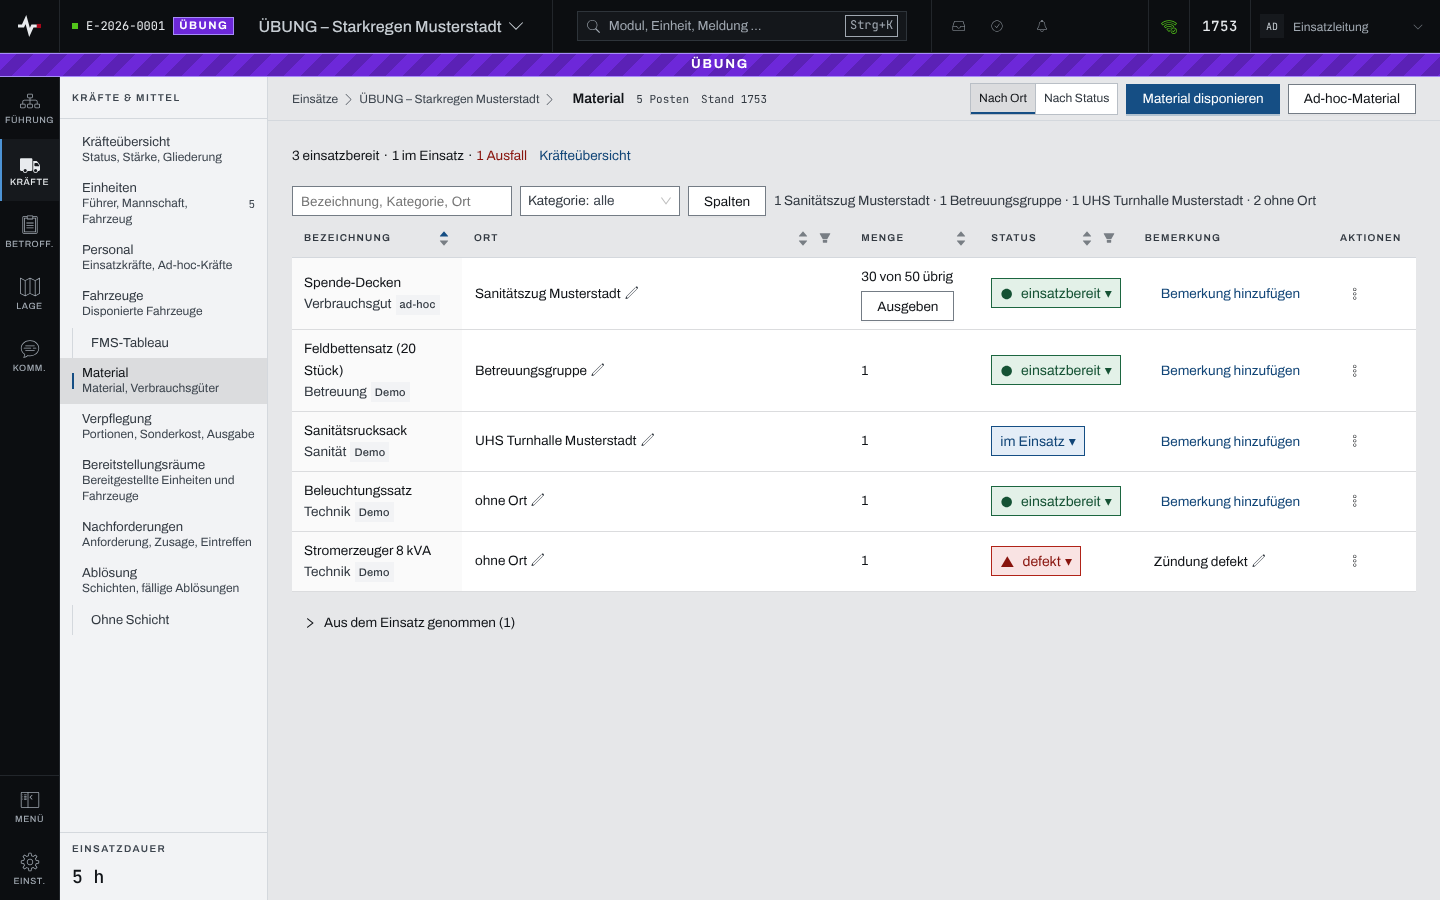 E-2026-0001 ÜBUNG ÜBUNG – Starkregen Musterstadt Modul, Einheit, Meldung ... Strg+K 1753 AD Einsatzleitung
ÜBUNG
FÜHRUNG
KRÄFTE
BETROFF.
LAGE
KOMM.
MENÜ
EINST.
KRÄFTE & MITTEL
Kräfteübersicht
Status, Stärke, Gliederung
Einheiten
Führer, Mannschaft,
Fahrzeug
5
Personal
Einsatzkräfte, Ad-hoc-Kräfte
Fahrzeuge
Disponierte Fahrzeuge
FMS-Tableau
Material
Material, Verbrauchsgüter
Verpflegung
Portionen, Sonderkost, Ausgabe
Bereitstellungsräume
Bereitgestellte Einheiten und
Fahrzeuge
Nachforderungen
Anforderung, Zusage, Eintreffen
Ablösung
Schichten, fällige Ablösungen
Ohne Schicht
EINSATZDAUER
5 h
Einsätze ÜBUNG – Starkregen Musterstadt Material 5 Posten Stand 1753 Nach Ort Nach Status Material disponieren Ad-hoc-Material
3 einsatzbereit · 1 im Einsatz · 1 Ausfall Kräfteübersicht
Bezeichnung, Kategorie, Ort Kategorie: alle Spalten 1 Sanitätszug Musterstadt · 1 Betreuungsgruppe · 1 UHS Turnhalle Musterstadt · 2 ohne Ort
BEZEICHNUNG ORT MENGE STATUS BEMERKUNG AKTIONEN
Spende-Decken
Verbrauchsgut ad-hoc
Sanitätszug Musterstadt
30 von 50 übrig
Ausgeben
einsatzbereit ▾
Bemerkung hinzufügen
Feldbettensatz (20
Stück)
Betreuung Demo
Betreuungsgruppe
1
einsatzbereit ▾
Bemerkung hinzufügen
Sanitätsrucksack
Sanität Demo
UHS Turnhalle Musterstadt
1
im Einsatz ▾
Bemerkung hinzufügen
Beleuchtungssatz
Technik Demo
ohne Ort
1
einsatzbereit ▾
Bemerkung hinzufügen
Stromerzeuger 8 kVA
Technik Demo
ohne Ort
1
defekt ▾
Zündung defekt
Aus dem Einsatz genommen (1)